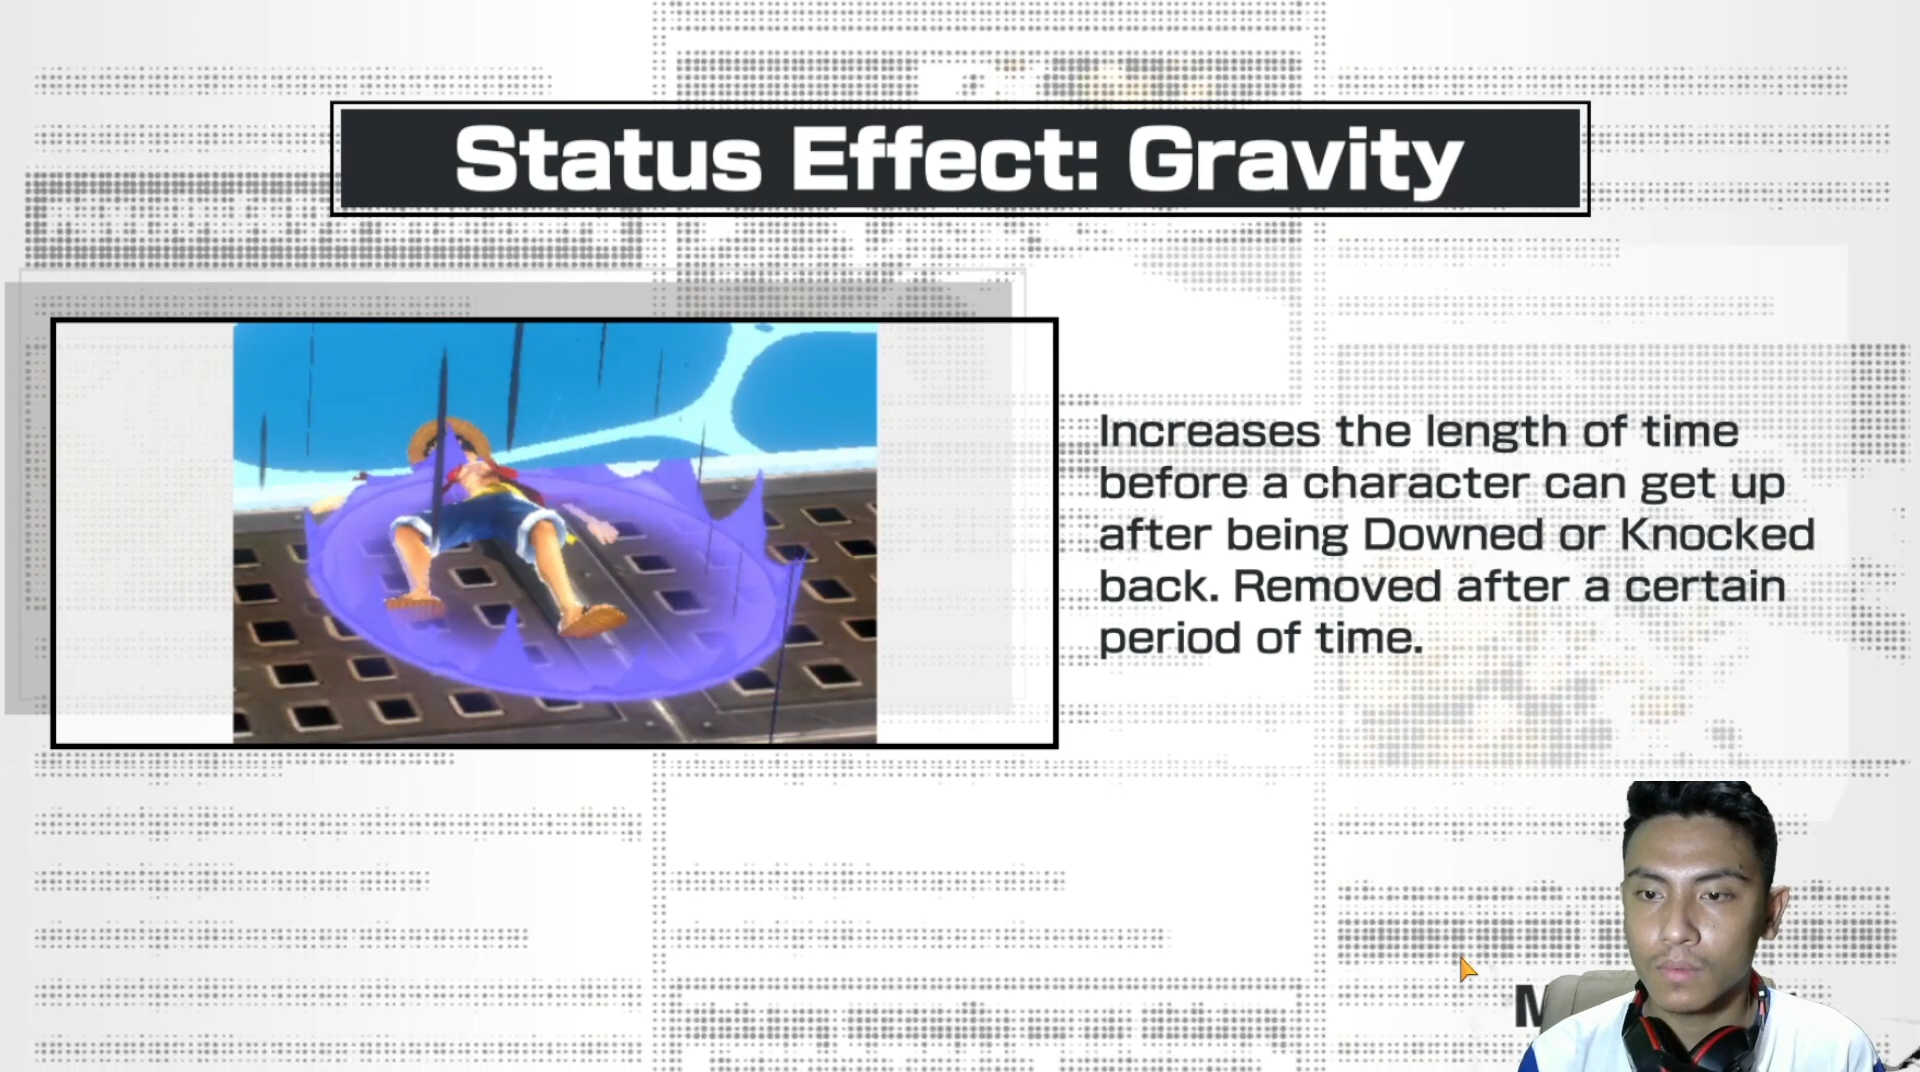 Status Effect: Gravity
Increases the length of time
before a character can get up
after being Downed or Knocked
back. Removed after a certain
period of time.